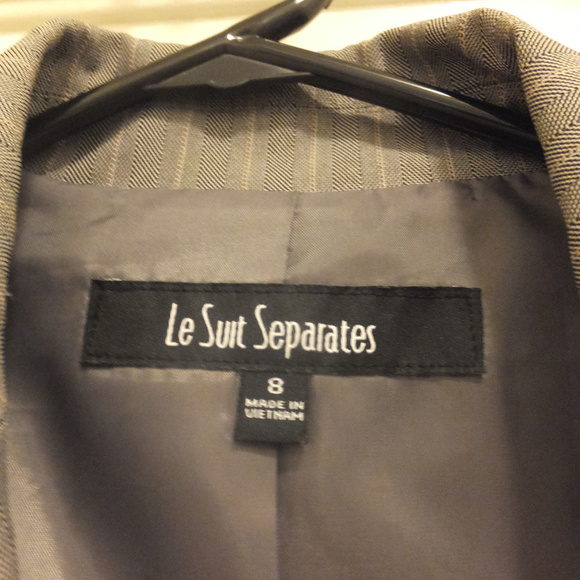 Le Suit Separates
8
MADE IN
VIETNAM